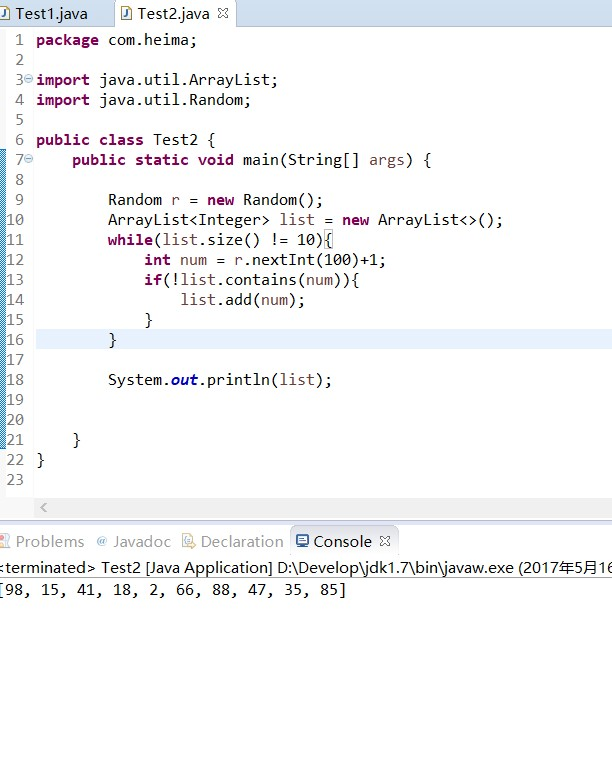 Test1.java Test2.java
1 package com.heima;
2
3 import java.util.ArrayList;
4 import java.util.Random;
5
6 public class Test2 {
7     public static void main(String[] args) {
8
9         Random r = new Random();
10         ArrayList<Integer> list = new ArrayList<>();
11         while(list.size() != 10){
12             int num = r.nextInt(100)+1;
13             if(!list.contains(num)){
14                 list.add(num);
15             }
16         }
17
18         System.out.println(list);
19
20
21     }
22 }
23
Problems @ Javadoc Declaration Console
<terminated> Test2 [Java Application] D:\Develop\jdk1.7\bin\javaw.exe (2017年5月16
[98, 15, 41, 18, 2, 66, 88, 47, 35, 85]